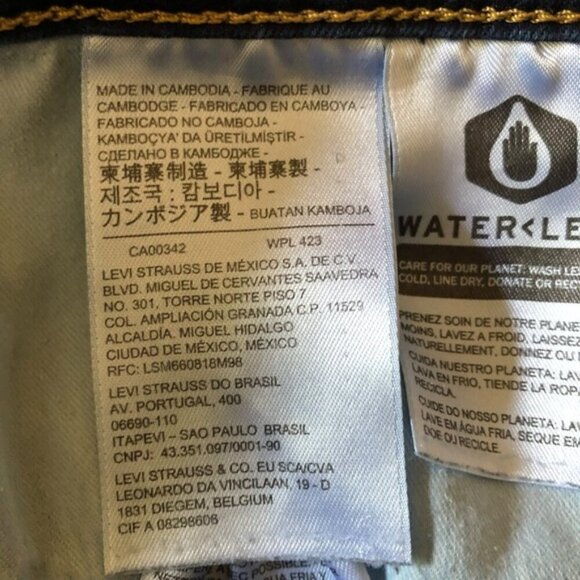 MADE IN CAMBODIA - FABRIQUE AU
CAMBODGE - FABRICADO EN CAMBOYA -
FABRICADO NO CAMBOJA -
KAMBOÇYA' DA ÜRETİLMİŞTİR -
СДЕЛАНО В КАМБОДЖЕ -
柬埔寨制造 - 柬埔寨製 -
제조국 : 캄보디아 -
カンボジア製 - BUATAN KAMBOJA
CA00342 WPL 423
LEVI STRAUSS DE MÉXICO S.A. DE C.V.
BLVD. MIGUEL DE CERVANTES SAAVEDRA
NO. 301, TORRE NORTE PISO 7
COL. AMPLIACIÓN GRANADA C.P. 11529
ALCALDÍA. MIGUEL HIDALGO
CIUDAD DE MÉXICO, MÉXICO
RFC: LSM660818M98
LEVI STRAUSS DO BRASIL
AV. PORTUGAL, 400
06690-110
ITAPEVI – SAO PAULO BRASIL
CNPJ: 43.351.097/0001-90
LEVI STRAUSS & CO. EU SCA/CVA
LEONARDO DA VINCILAAN, 19 - D
1831 DIEGEM, BELGIUM
CIF A 08298606
WATER<LE
CARE FOR OUR PLANET: WASH LE
COLD, LINE DRY, DONATE OR REC
PRENEZ SOIN DE NOTRE PLANE
MOINS, LAVEZ A FROID, LAISSEZ
NATURELLEMENT, DONNEZ OU
CUIDA NUESTRO PLANETA: LA
LAVA EN FRIO, TIENDE LA ROPA
RECICLA.
CUIDE DO NOSSO PLANETA: LA
LAVE EM ÁGUA FRIA, SEQUE EM
DOE OU RECICLE.